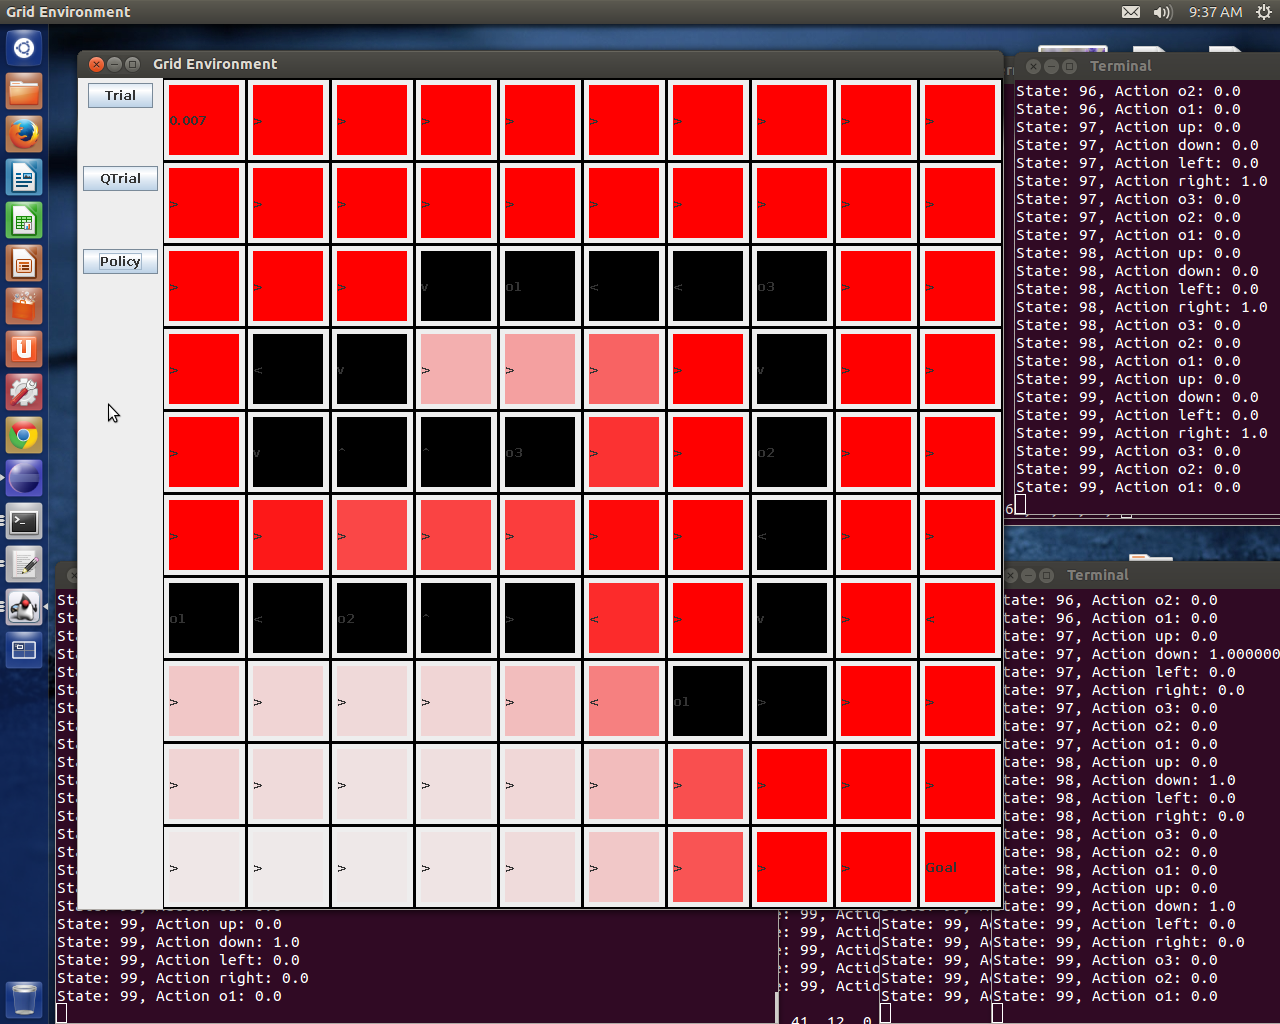 Grid Environment
9:37 AM
Grid Environment
Trial
QTrial
Policy
0.007 > > > > > > > > >
> > > > > > > > > >
> > > v o1 < < o3 > >
> < v > > > > v > >
> v ^ ^ o3 > > o2 > >
> > > > > > > < > >
o1 < o2 ^ > < > v > <
> > > > > < o1 > > >
> > > > > > > > > >
> > > > > > > > > Goal
Terminal
State: 96, Action o2: 0.0
State: 96, Action o1: 0.0
State: 97, Action up: 0.0
State: 97, Action down: 0.0
State: 97, Action left: 0.0
State: 97, Action right: 1.0
State: 97, Action o3: 0.0
State: 97, Action o2: 0.0
State: 97, Action o1: 0.0
State: 98, Action up: 0.0
State: 98, Action down: 0.0
State: 98, Action left: 0.0
State: 98, Action right: 1.0
State: 98, Action o3: 0.0
State: 98, Action o2: 0.0
State: 98, Action o1: 0.0
State: 99, Action up: 0.0
State: 99, Action down: 0.0
State: 99, Action left: 0.0
State: 99, Action right: 1.0
State: 99, Action o3: 0.0
State: 99, Action o2: 0.0
State: 99, Action o1: 0.0
Terminal
tate: 96, Action o2: 0.0
tate: 96, Action o1: 0.0
tate: 97, Action up: 0.0
tate: 97, Action down: 1.000000
tate: 97, Action left: 0.0
tate: 97, Action right: 0.0
tate: 97, Action o3: 0.0
tate: 97, Action o2: 0.0
tate: 97, Action o1: 0.0
tate: 98, Action up: 0.0
tate: 98, Action down: 1.0
tate: 98, Action left: 0.0
tate: 98, Action right: 0.0
tate: 98, Action o3: 0.0
tate: 98, Action o2: 0.0
tate: 98, Action o1: 0.0
tate: 99, Action up: 0.0
tate: 99, Action down: 1.0
tate: 99, Action left: 0.0
tate: 99, Action right: 0.0
tate: 99, Action o3: 0.0
tate: 99, Action o2: 0.0
tate: 99, Action o1: 0.0
State: 99, Action up: 0.0
State: 99, Action down: 1.0
State: 99, Action left: 0.0
State: 99, Action right: 0.0
State: 99, Action o1: 0.0
: 99, Actio
: 99, Actio
: 99, Actio
: 99, Actio
: 99, Actio
41, 12, 0
State: 99, A
State: 99, A
State: 99, A
State: 99, A
State: 99, A